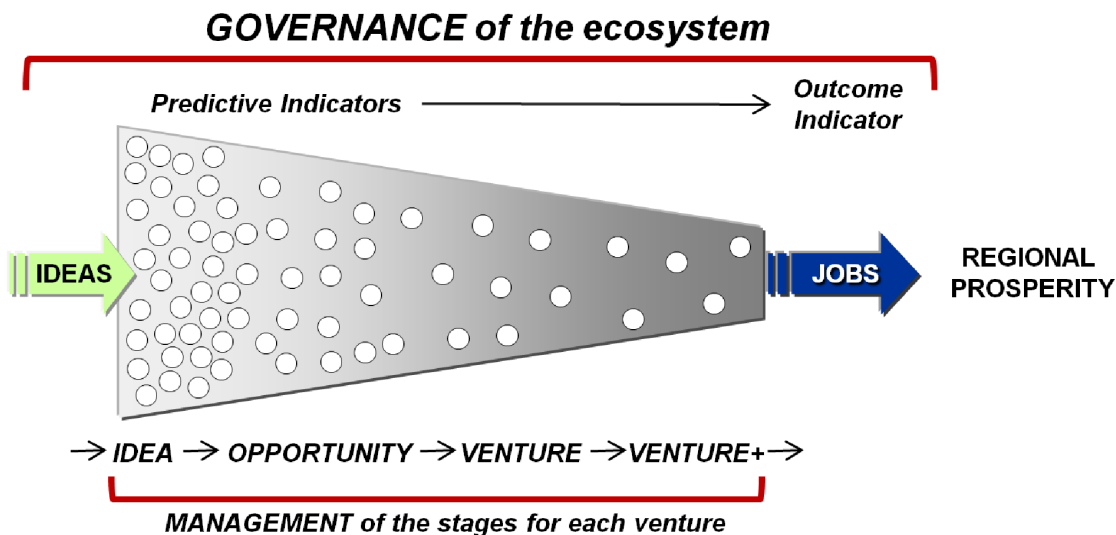 GOVERNANCE of the ecosystem
Predictive Indicators
Outcome
Indicator
IDEAS
JOBS
REGIONAL
PROSPERITY
IDEA
OPPORTUNITY
VENTURE
VENTURE+
MANAGEMENT of the stages for each venture